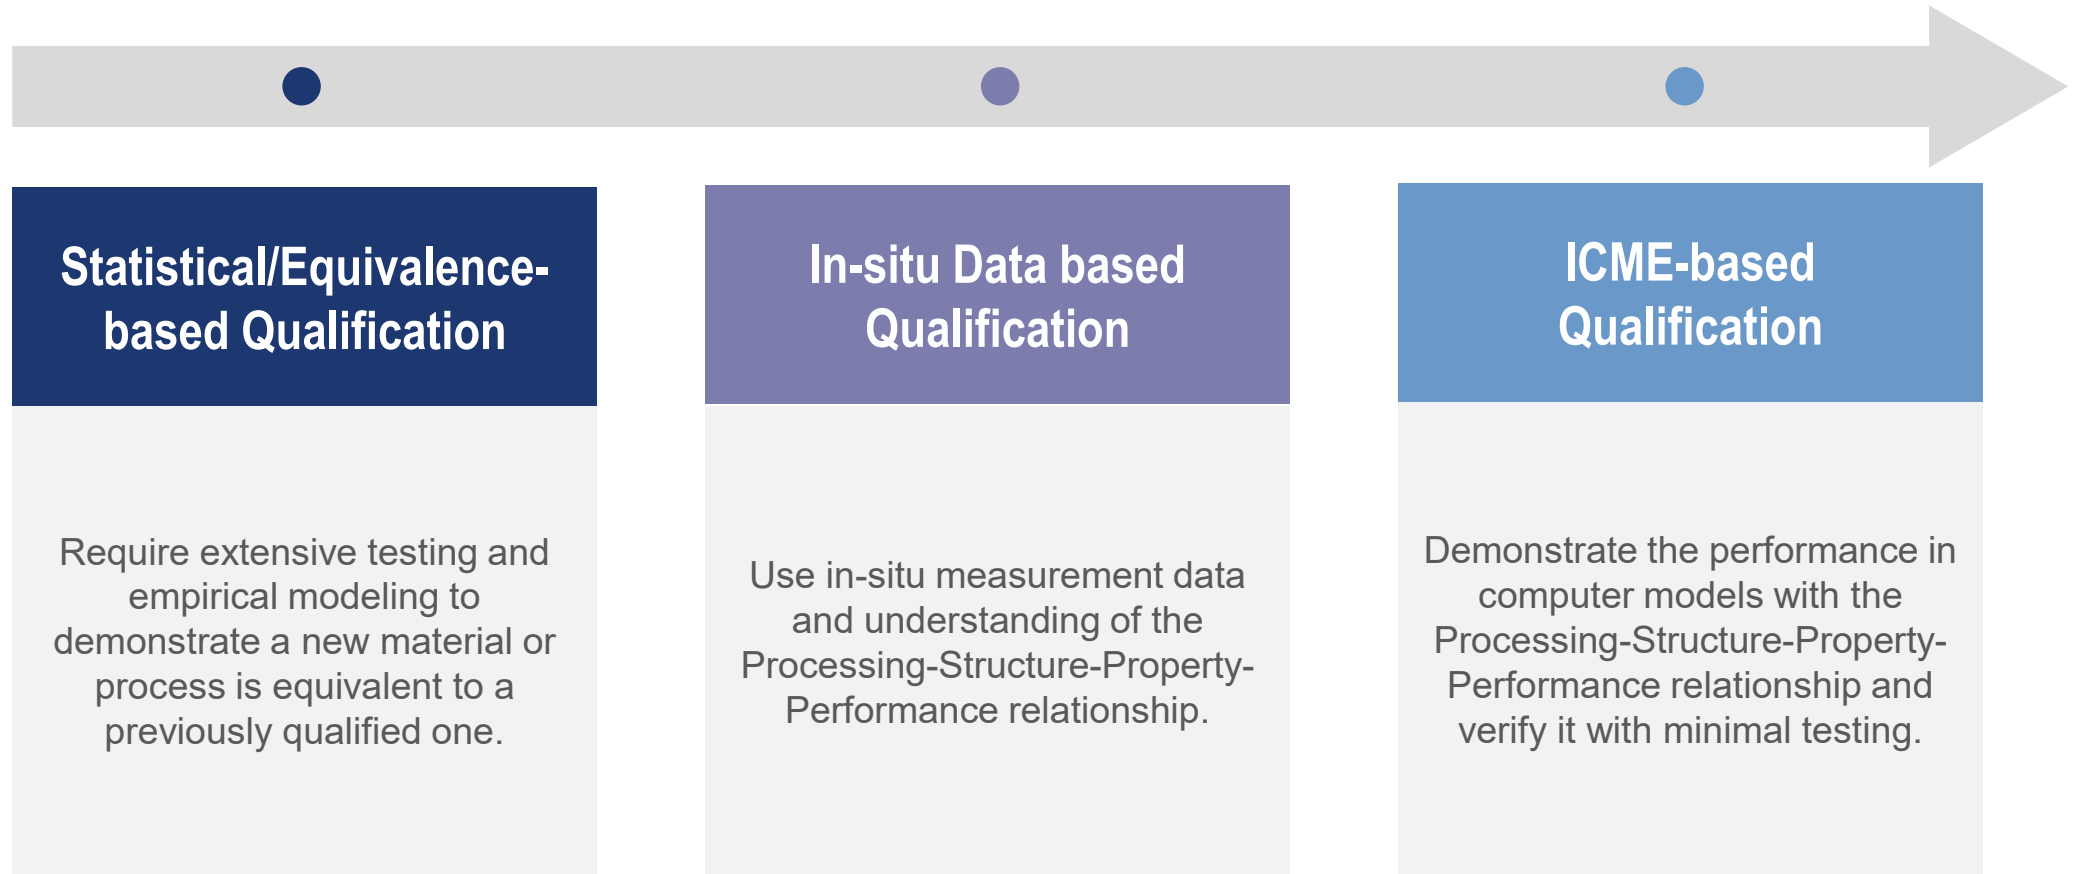 Statistical/Equivalence-
based Qualification
Require extensive testing and
empirical modeling to
demonstrate a new material or
process is equivalent to a
previously qualified one.
In-situ Data based
Qualification
Use in-situ measurement data
and understanding of the
Processing-Structure-Property-
Performance relationship.
ICME-based
Qualification
Demonstrate the performance in
computer models with the
Processing-Structure-Property-
Performance relationship and
verify it with minimal testing.